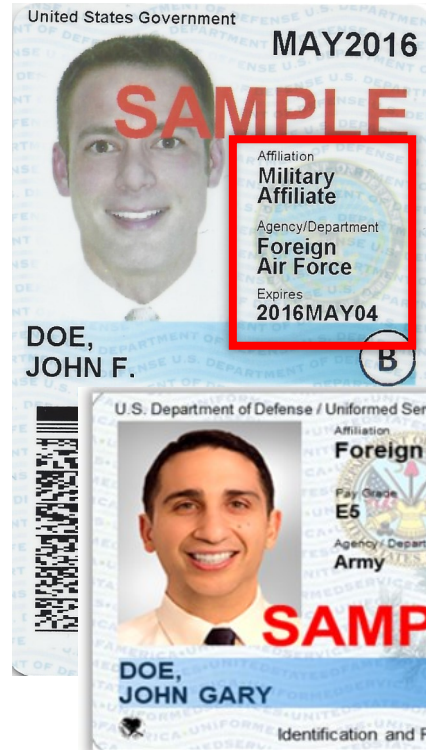 United States Government
MAY2016
SAMPLE
Affiliation
Military
Affiliate
Agency/Department
Foreign
Air Force
Expires
2016MAY04
DOE,
JOHN F.
B
U.S. Department of Defense / Uniformed Ser
Affiliation
Foreign
Pay Grade
E5
Agency / Depart
Army
SAMP
DOE,
JOHN GARY
Identification and P